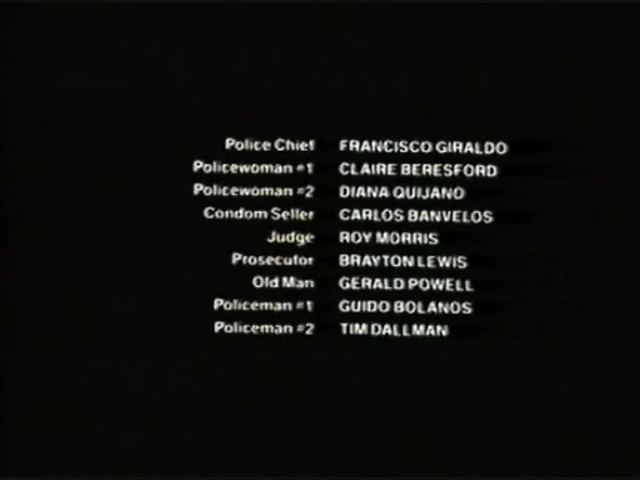 Police Chief FRANCISCO GIRALDO
Policewoman #1 CLAIRE BERESFORD
Policewoman #2 DIANA QUIJANO
Condom Seller CARLOS BANVELOS
Judge ROY MORRIS
Prosecutor BRAYTON LEWIS
Old Man GERALD POWELL
Policeman #1 GUIDO BOLANOS
Policeman #2 TIM DALLMAN